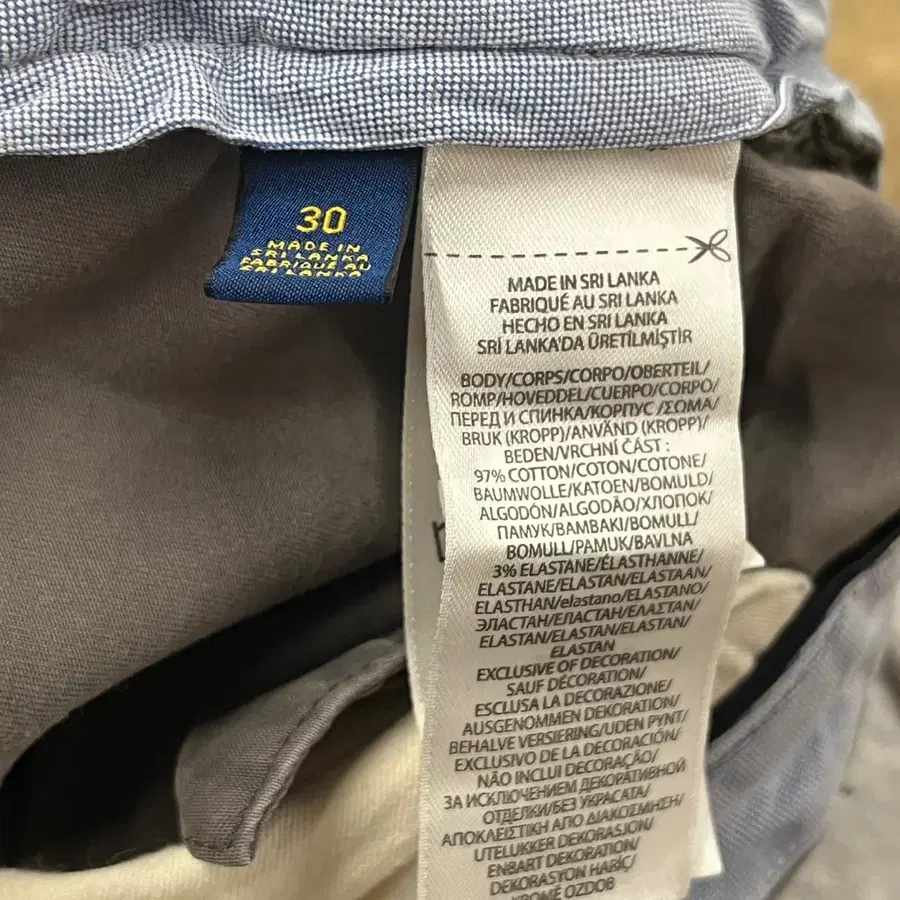 30
MADE IN
SRI LANKA
FABRIQUÉ AU
SRI LANKA
MADE IN SRI LANKA
FABRIQUÉ AU SRI LANKA
HECHO EN SRI LANKA
SRİ LANKA'DA ÜRETİLMİŞTİR
BODY/CORPS/CORPO/OBERTEIL/
ROMP/HOVEDDEL/CUERPO/CORPO/
ПЕРЕД И СПИНКА/КОРПУС /ΣΩΜΑ/
BRUK (KROPP)/ANVÄND (KROPP)/
BEDEN/VRCHNÍ ČÁST :
97% COTTON/COTON/COTONE/
BAUMWOLLE/KATOEN/BOMULD/
ALGODÓN/ALGODÃO/ХЛОПОК/
ПАМУК/ΒΑΜΒΑΚΙ/BOMULL/
BOMULL/PAMUK/BAVLNA
3% ELASTANE/ÉLASTHANNE/
ELASTANE/ELASTAN/ELASTAAN/
ELASTHAN/elastano/ELASTANO/
ЭЛАСТАН/ЕЛАСТАН/ΕΛΑΣΤΑΝ/
ELASTAN/ELASTAN/ELASTAN/
ELASTAN
EXCLUSIVE OF DECORATION/
SAUF DÉCORATION/
ESCLUSA LA DECORAZIONE/
AUSGENOMMEN DEKORATION/
BEHALVE VERSIERING/UDEN PYNT/
EXCLUSIVO DE LA DECORACIÓN/
NÃO INCLUI DECORAÇÃO/
ЗА ИСКЛЮЧЕНИЕМ ДЕКОРАТИВНОЙ
ОТДЕЛКИ/БЕЗ УКРАСАТА/
ΑΠΟΚΛΕΙΣΤΙΚΗ ΑΠΟ ΔΙΑΚΟΣΜΗΣΗ/
UTELUKKER DEKORASJON/
ENBART DEKORATION/
DEKORASYON HARİÇ/
KROMĚ OZDOB